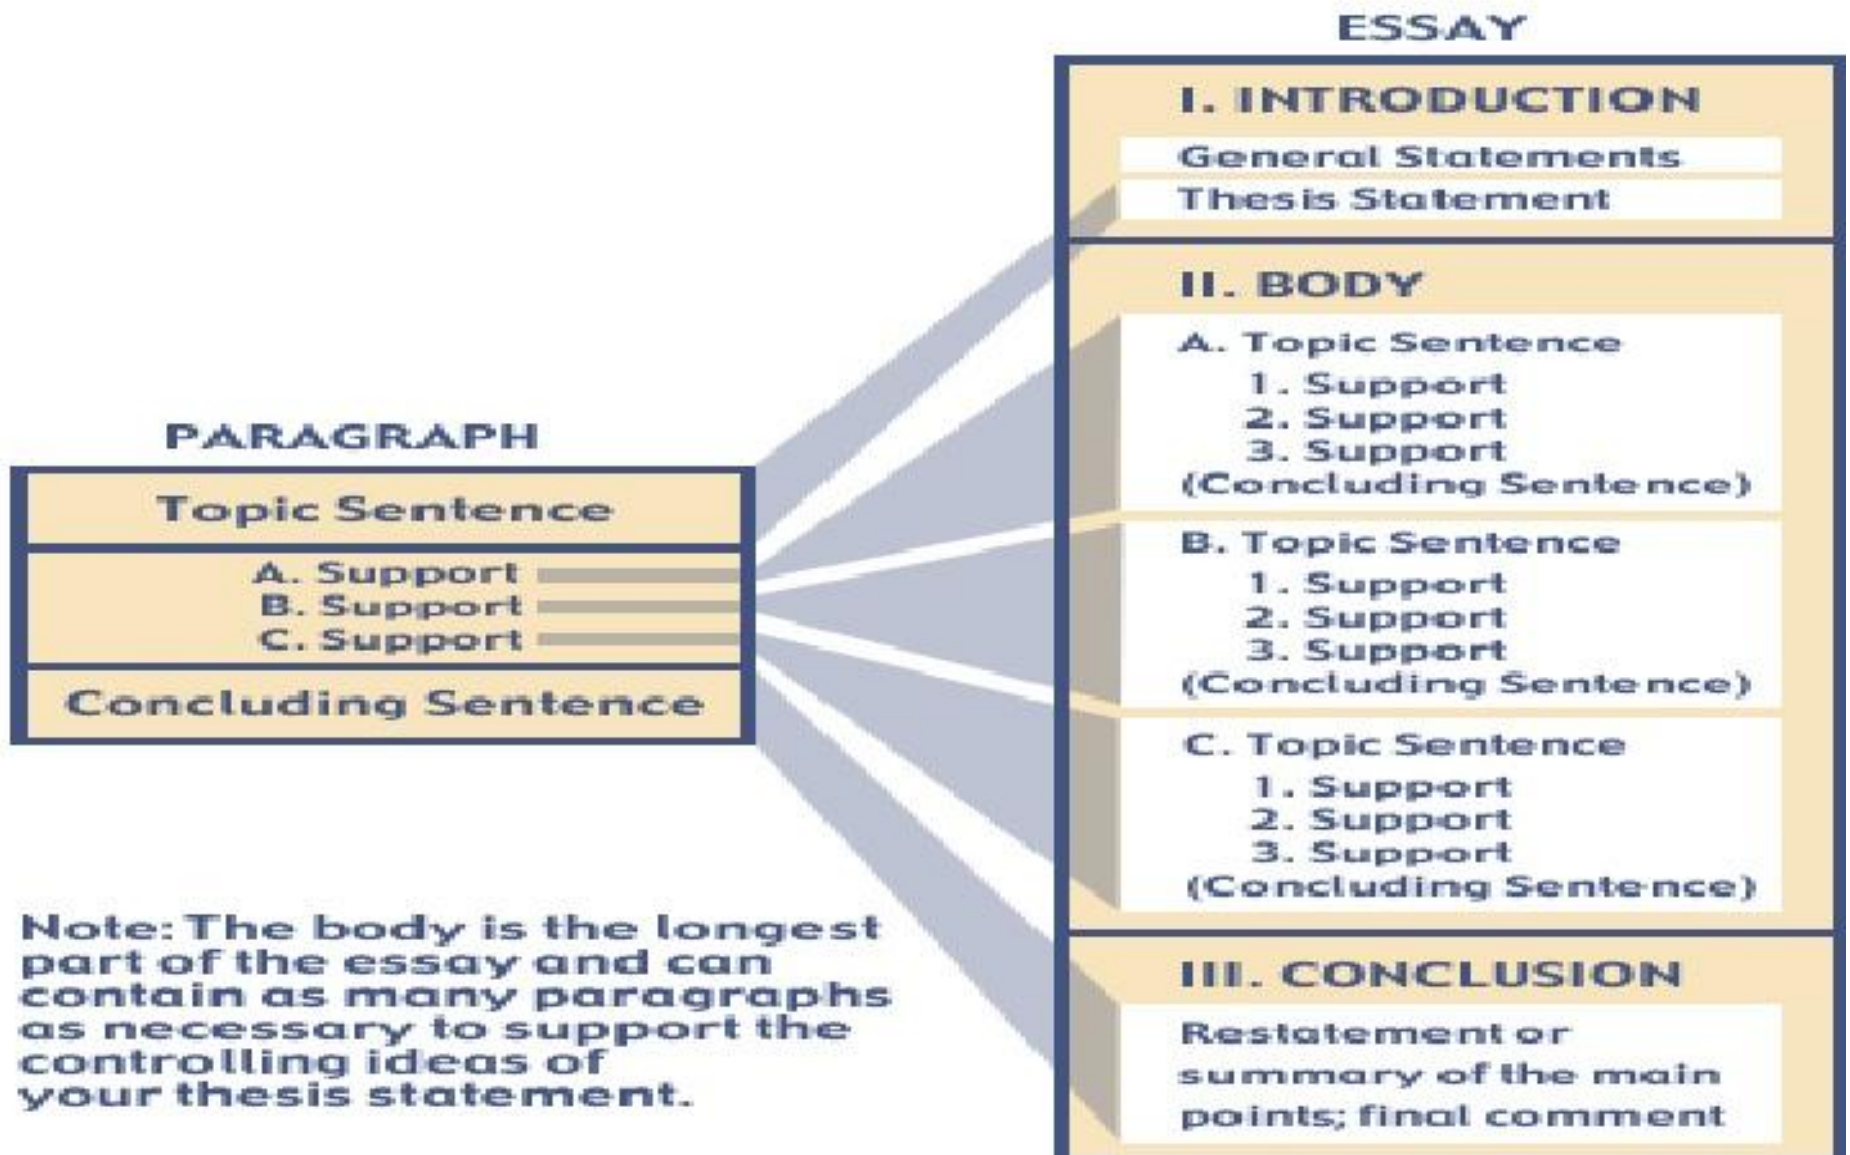 PARAGRAPH
Topic Sentence
A. Support
B. Support
C. Support
Concluding Sentence
Note: The body is the longest
part of the essay and can
contain as many paragraphs
as necessary to support the
controlling ideas of
your thesis statement.
ESSAY
I. INTRODUCTION
General Statements
Thesis Statement
II. BODY
A. Topic Sentence
1. Support
2. Support
3. Support
(Concluding Sentence)
B. Topic Sentence
1. Support
2. Support
3. Support
(Concluding Sentence)
C. Topic Sentence
1. Support
2. Support
3. Support
(Concluding Sentence)
III. CONCLUSION
Restatement or
summary of the main
points; final comment